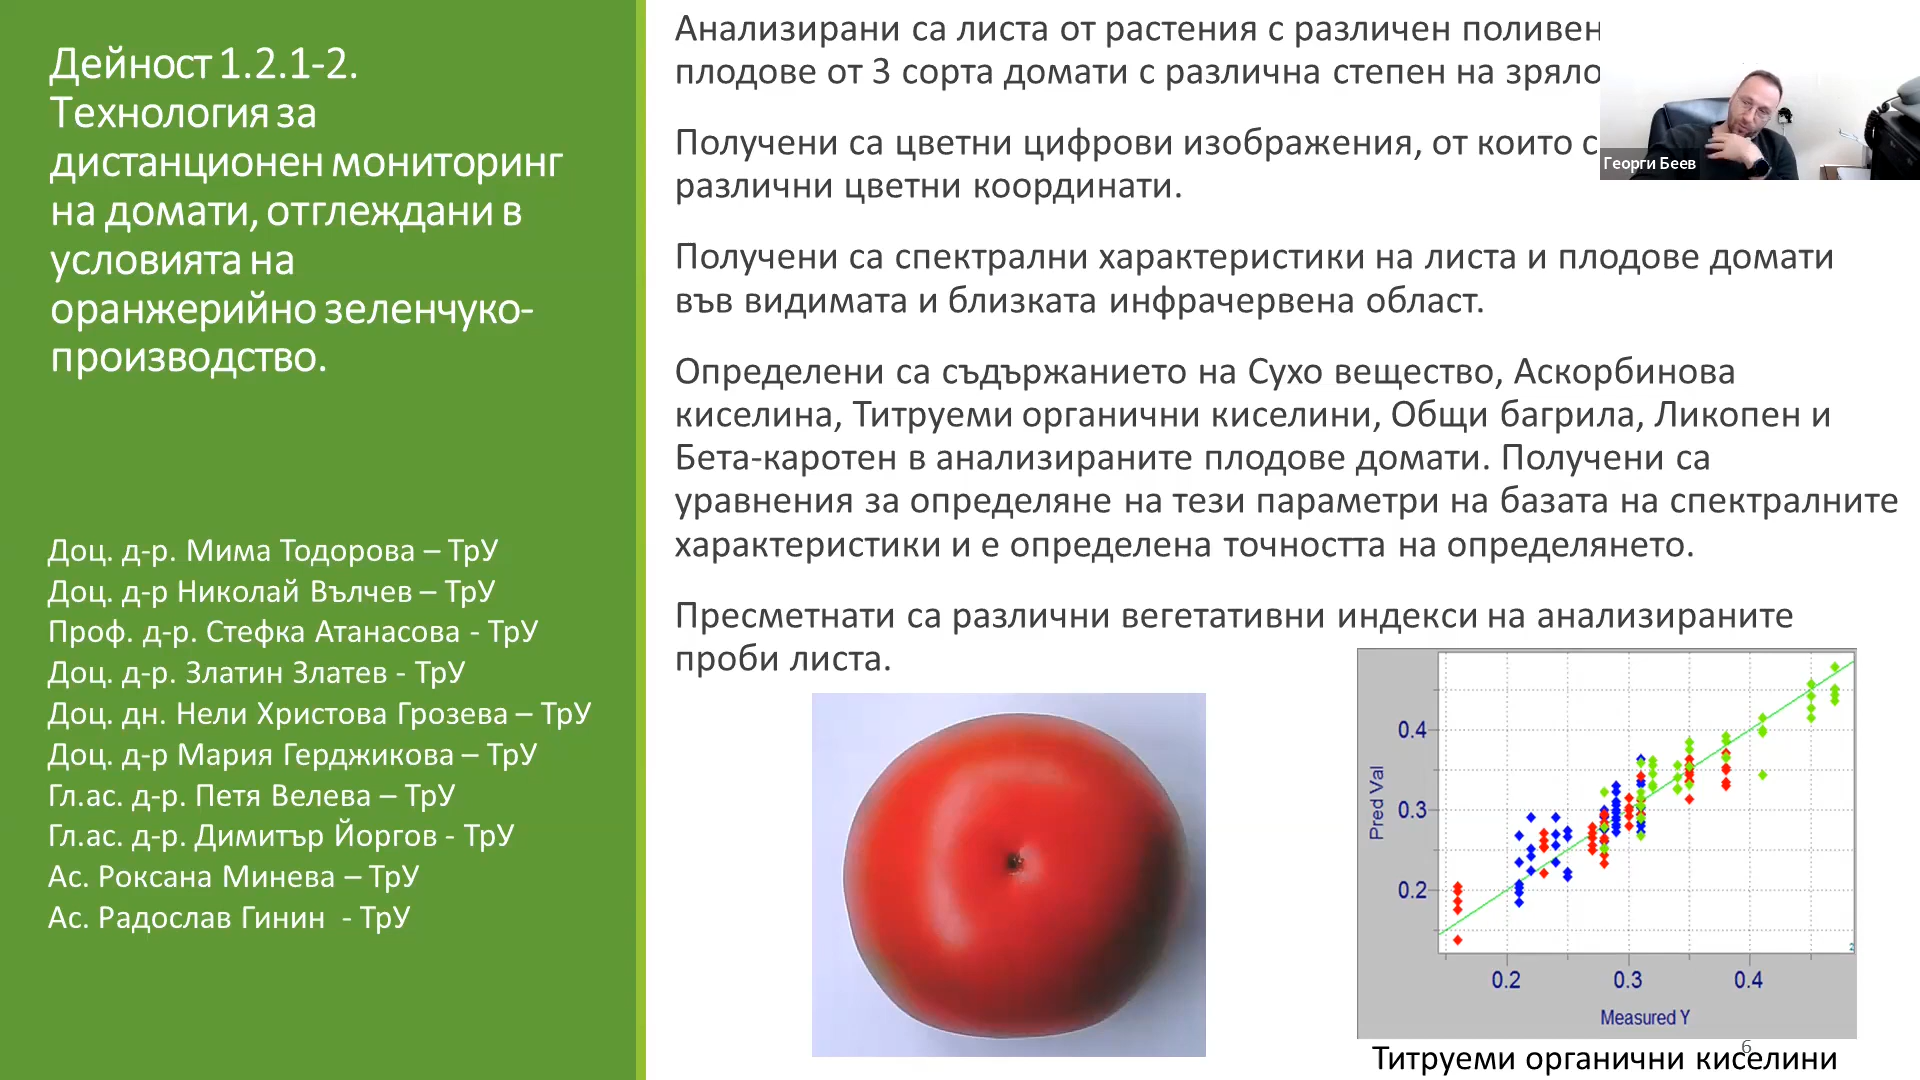 Дейност 1.2.1-2.
Технология за
дистанционен мониторинг
на домати, отглеждани в
условията на
оранжерийно зеленчуко-
производство.
Доц. д-р. Мима Тодорова – ТрУ
Доц. д-р Николай Вълчев – ТрУ
Проф. д-р. Стефка Атанасова - ТрУ
Доц. д-р. Златин Златев - ТрУ
Доц. дн. Нели Христова Грозева – ТрУ
Доц. д-р Мария Герджикова – ТрУ
Гл.ас. д-р. Петя Велева – ТрУ
Гл.ас. д-р. Димитър Йоргов - ТрУ
Ас. Роксана Минева – ТрУ
Ас. Радослав Гинин - ТрУ
Анализирани са листа от растения с различен поливен
плодове от 3 сорта домати с различна степен на зряло
Получени са цветни цифрови изображения, от които с
различни цветни координати.
Получени са спектрални характеристики на листа и плодове домати
във видимата и близката инфрачервена област.
Определени са съдържанието на Сухо вещество, Аскорбинова
киселина, Титруеми органични киселини, Общи багрила, Ликопен и
Бета-каротен в анализираните плодове домати. Получени са
уравнения за определяне на тези параметри на базата на спектралните
характеристики и е определена точността на определянето.
Пресметнати са различни вегетативни индекси на анализираните
проби листа.
Георги Беев
Pred Val
0.4
0.3
0.2
2
0.2 0.3 0.4
Measured Y
6
Титруеми органични киселини